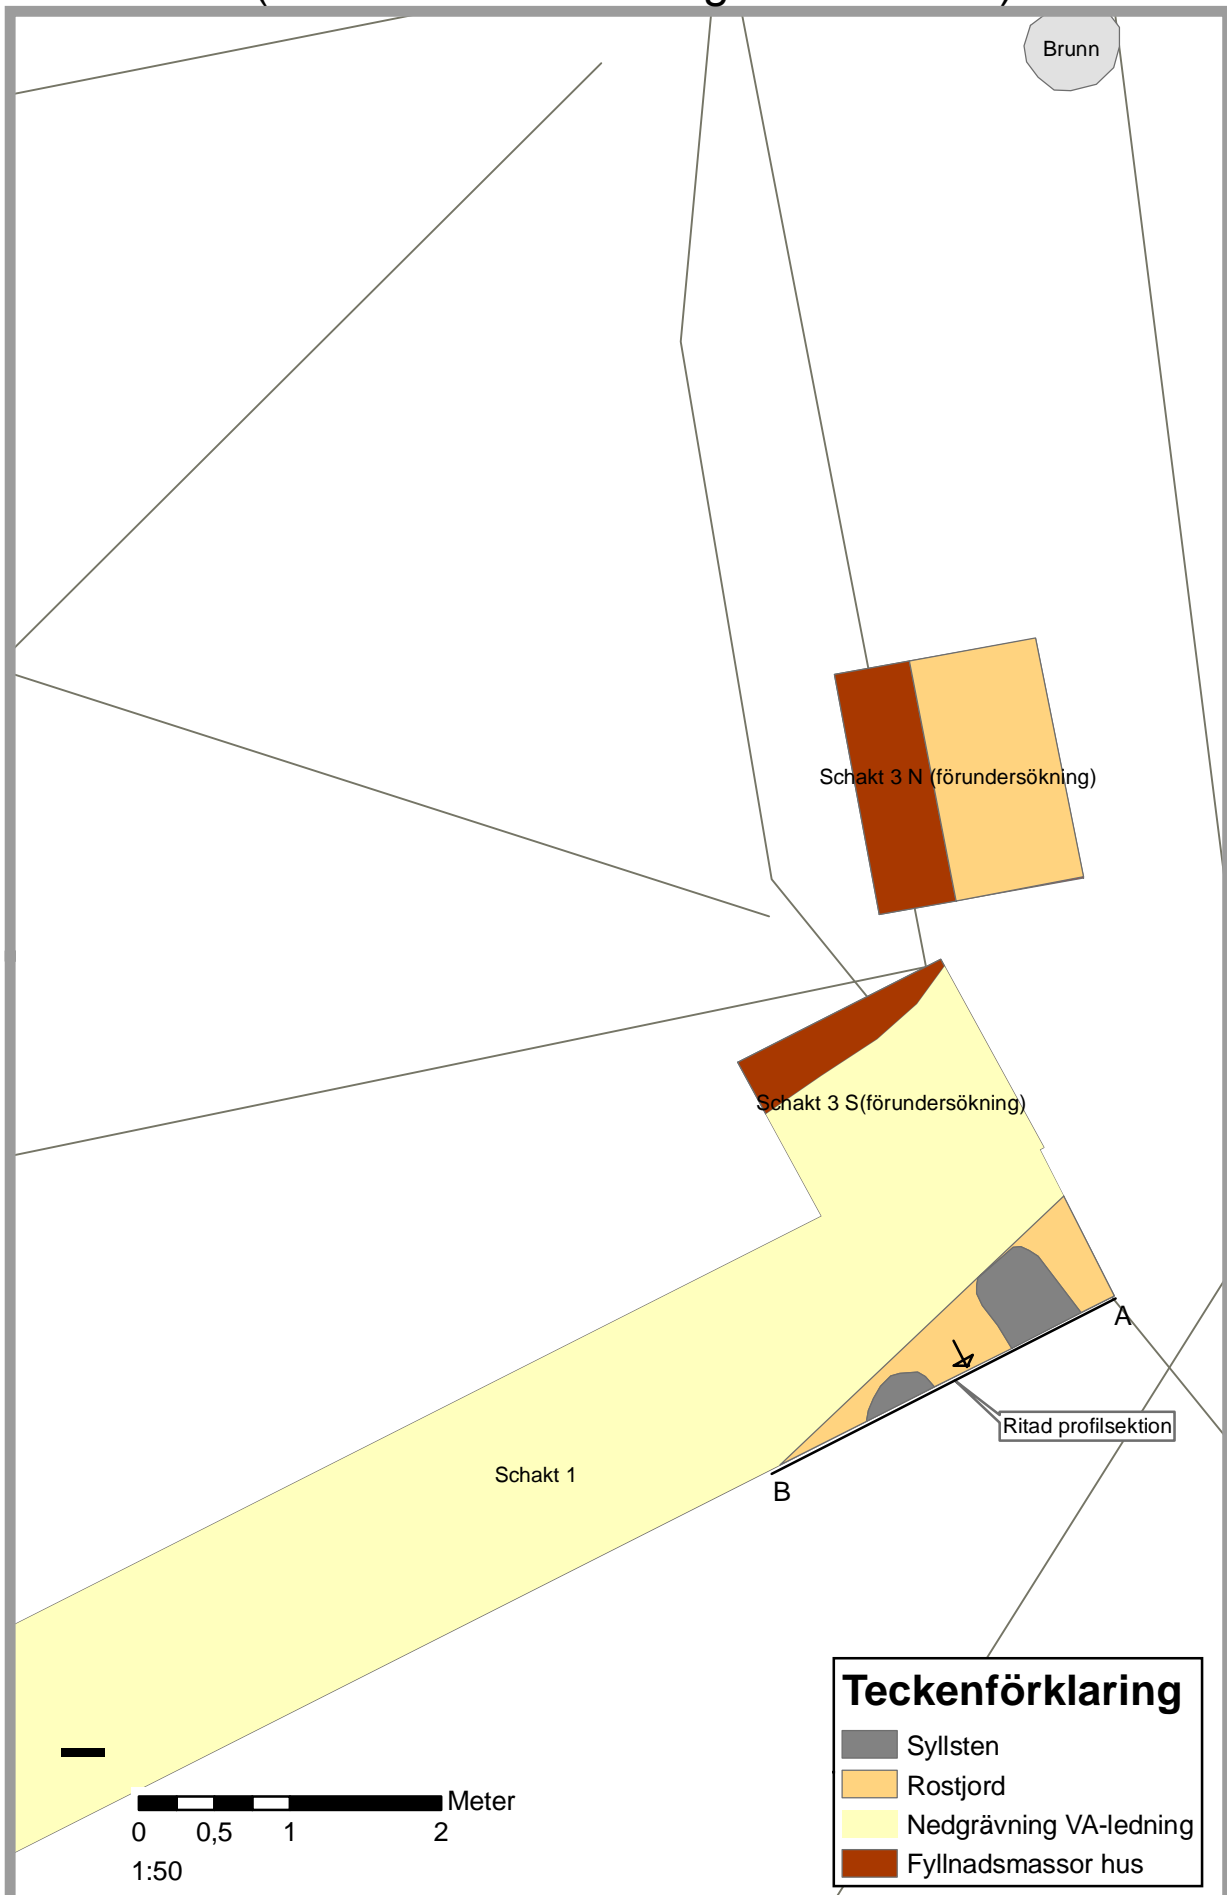 Brunn
Schakt 3 N (förundersökning)
Schakt 3 S(förundersökning)
A
Ritad profilsektion
Schakt 1
B
Teckenförklaring
Syllsten
Rostjord
Nedgrävning VA-ledning
Fyllnadsmassor hus
Meter
0 0,5 1 2
1:50